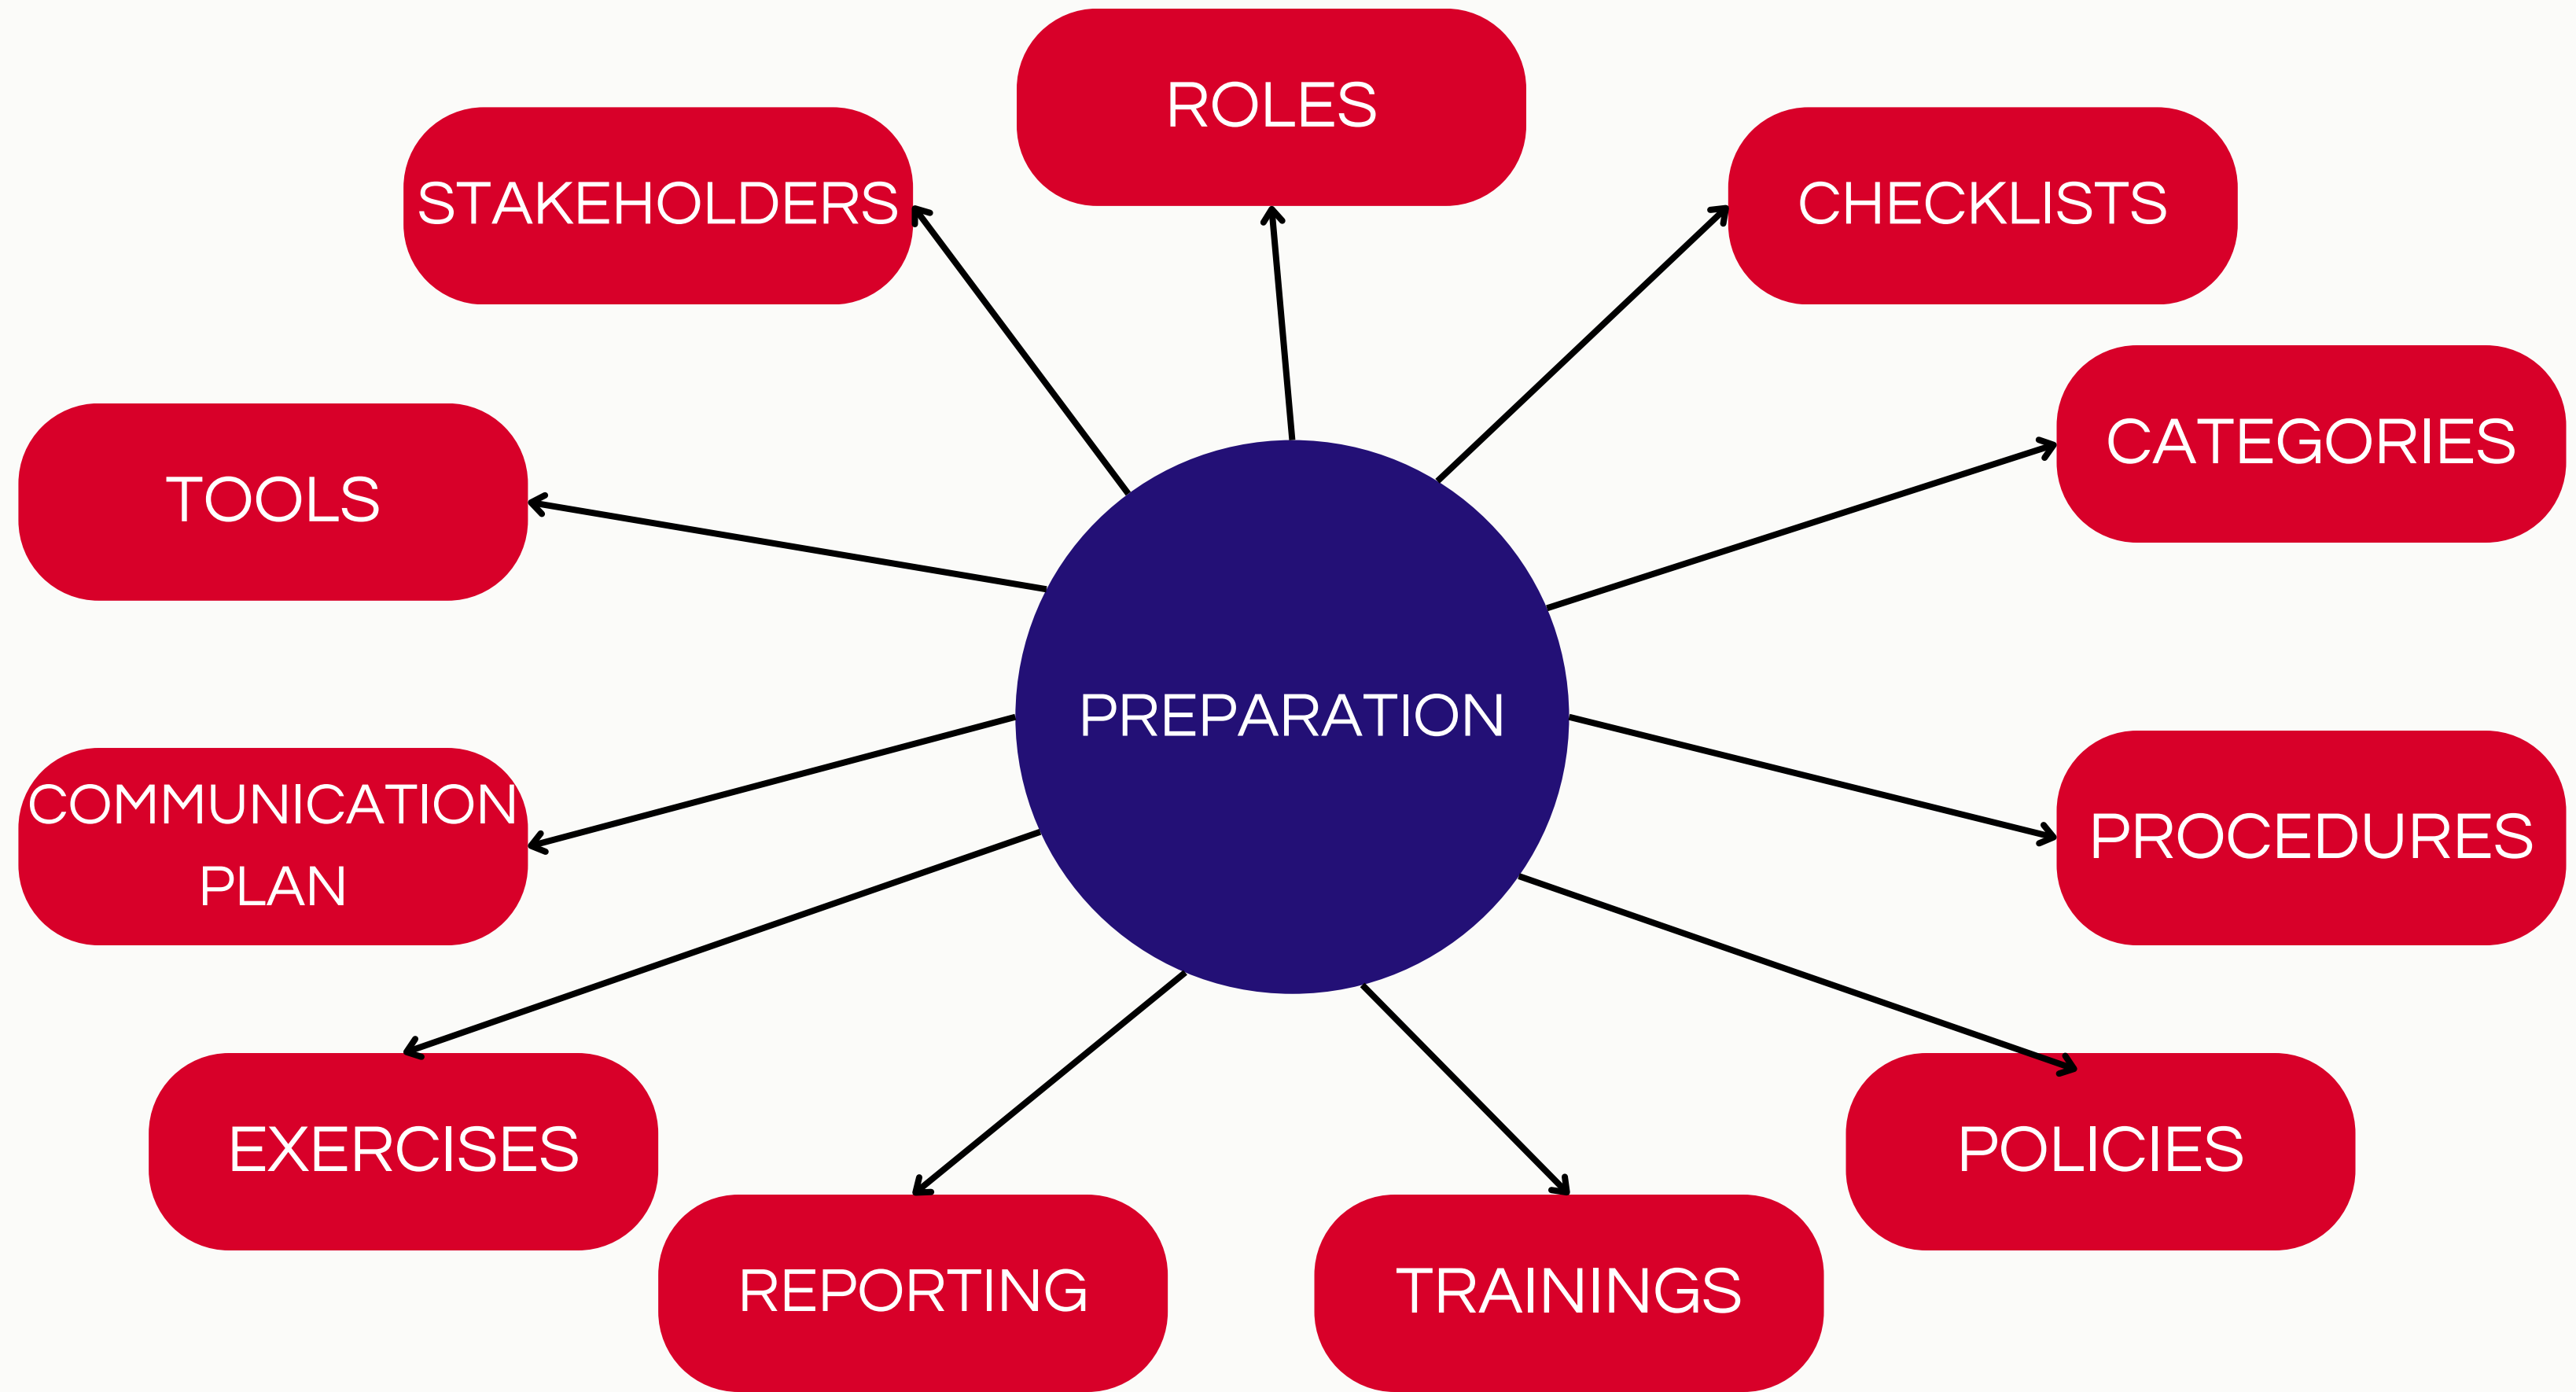 ROLES
STAKEHOLDERS
CHECKLISTS
CATEGORIES
TOOLS
PREPARATION
COMMUNICATION
PLAN
PROCEDURES
EXERCISES
POLICIES
REPORTING
TRAININGS